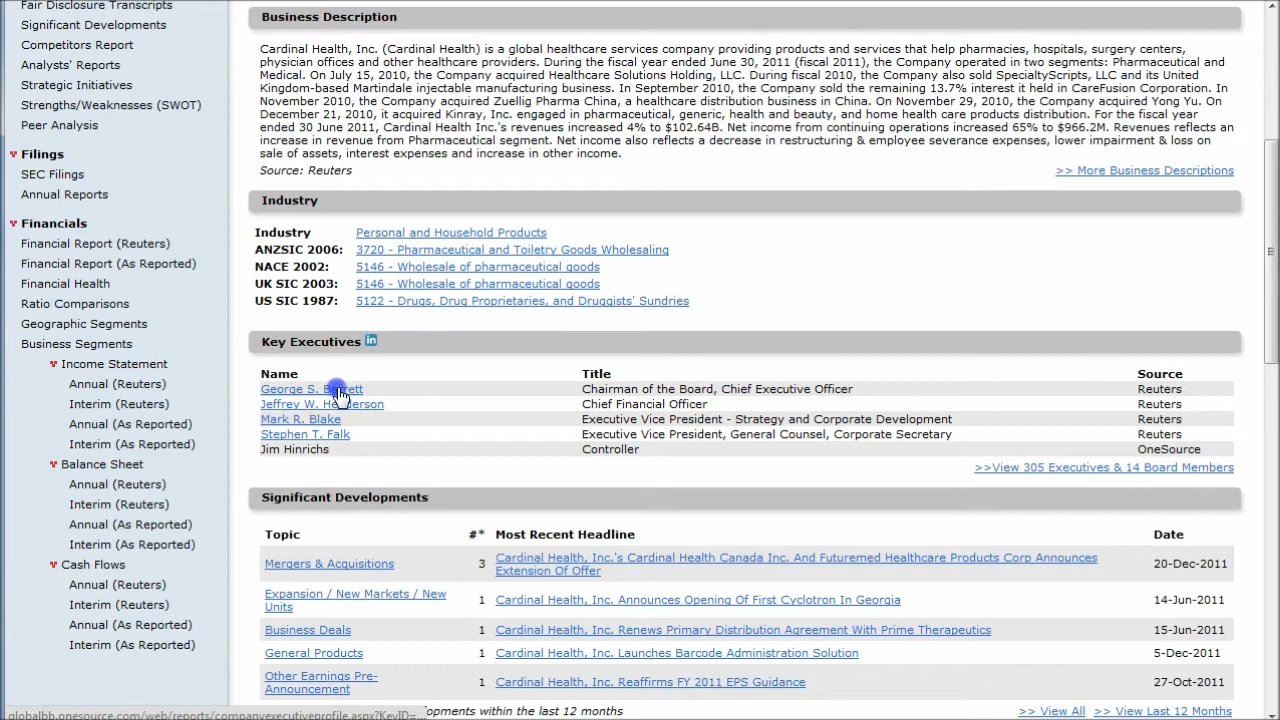 Fair Disclosure Transcripts
Significant Developments
Competitors Report
Analysts' Reports
Strategic Initiatives
Strengths/Weaknesses (SWOT)
Peer Analysis
Filings
SEC Filings
Annual Reports
Financials
Financial Report (Reuters)
Financial Report (As Reported)
Financial Health
Ratio Comparisons
Geographic Segments
Business Segments
Income Statement
Annual (Reuters)
Interim (Reuters)
Annual (As Reported)
Interim (As Reported)
Balance Sheet
Annual (Reuters)
Interim (Reuters)
Annual (As Reported)
Interim (As Reported)
Cash Flows
Annual (Reuters)
Interim (Reuters)
Annual (As Reported)
Interim (As Reported)
Business Description
Cardinal Health, Inc. (Cardinal Health) is a global healthcare services company providing products and services that help pharmacies, hospitals, surgery centers,
physician offices and other healthcare providers. During the fiscal year ended June 30, 2011 (fiscal 2011), the Company operated in two segments: Pharmaceutical and
Medical. On July 15, 2010, the Company acquired Healthcare Solutions Holding, LLC. During fiscal 2010, the Company also sold SpecialtyScripts, LLC and its United
Kingdom-based Martindale injectable manufacturing business. In September 2010, the Company sold the remaining 13.7% interest it held in CareFusion Corporation. In
November 2010, the Company acquired Zuellig Pharma China, a healthcare distribution business in China. On November 29, 2010, the Company acquired Yong Yu. On
December 21, 2010, it acquired Kinray, Inc. engaged in pharmaceutical, generic, health and beauty, and home health care products distribution. For the fiscal year
ended 30 June 2011, Cardinal Health Inc.'s revenues increased 4% to $102.64B. Net income from continuing operations increased 65% to $966.2M. Revenues reflects an
increase in revenue from Pharmaceutical segment. Net income also reflects a decrease in restructuring & employee severance expenses, lower impairment & loss on
sale of assets, interest expenses and increase in other income.
Source: Reuters >> More Business Descriptions
Industry
Industry Personal and Household Products
ANZSIC 2006: 3720 - Pharmaceutical and Toiletry Goods Wholesaling
NACE 2002: 5146 - Wholesale of pharmaceutical goods
UK SIC 2003: 5146 - Wholesale of pharmaceutical goods
US SIC 1987: 5122 - Drugs, Drug Proprietaries, and Druggists' Sundries
Key Executives in
Name Title Source
George S. Barrett Chairman of the Board, Chief Executive Officer Reuters
Jeffrey W. Henderson Chief Financial Officer Reuters
Mark R. Blake Executive Vice President - Strategy and Corporate Development Reuters
Stephen T. Falk Executive Vice President, General Counsel, Corporate Secretary Reuters
Jim Hinrichs Controller OneSource
>>View 305 Executives & 14 Board Members
Significant Developments
Topic #* Most Recent Headline Date
Mergers & Acquisitions 3 Cardinal Health, Inc.'s Cardinal Health Canada Inc. And Futuremed Healthcare Products Corp Announces
Extension Of Offer 20-Dec-2011
Expansion / New Markets / New
Units 1 Cardinal Health, Inc. Announces Opening Of First Cyclotron In Georgia 14-Jun-2011
Business Deals 1 Cardinal Health, Inc. Renews Primary Distribution Agreement With Prime Therapeutics 15-Jun-2011
General Products 1 Cardinal Health, Inc. Launches Barcode Administration Solution 5-Dec-2011
Other Earnings Pre-
Announcement 1 Cardinal Health, Inc. Reaffirms FY 2011 EPS Guidance 27-Oct-2011
opments within the last 12 months >> View All >> View Last 12 Months
globalbb.onesource.com/web/reports/companyexecutiveprofile.aspx?KeyID=...